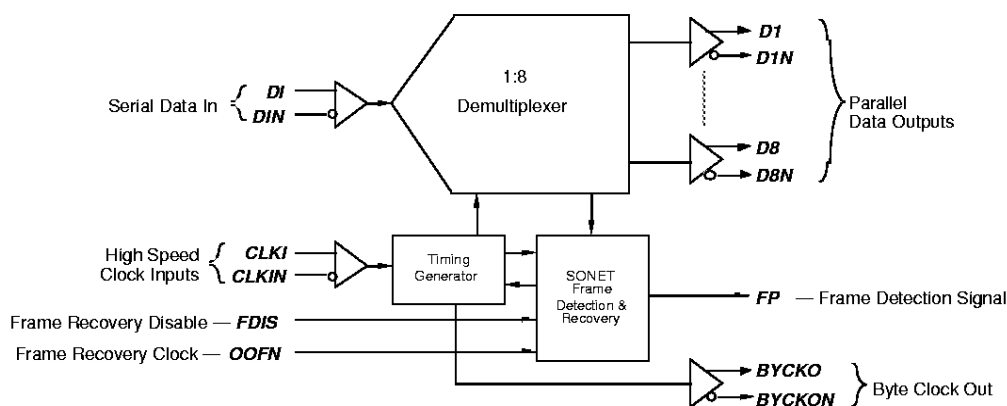 Serial Data In
DI
DIN
1:8
Demultiplexer
D1
D1N
D8
D8N
Parallel
Data Outputs
High Speed
Clock Inputs
CLKI
CLKIN
Timing
Generator
SONET
Frame
Detection &
Recovery
FP — Frame Detection Signal
Frame Recovery Disable — FDIS
Frame Recovery Clock — OOFN
BYCKO
BYCKON
Byte Clock Out